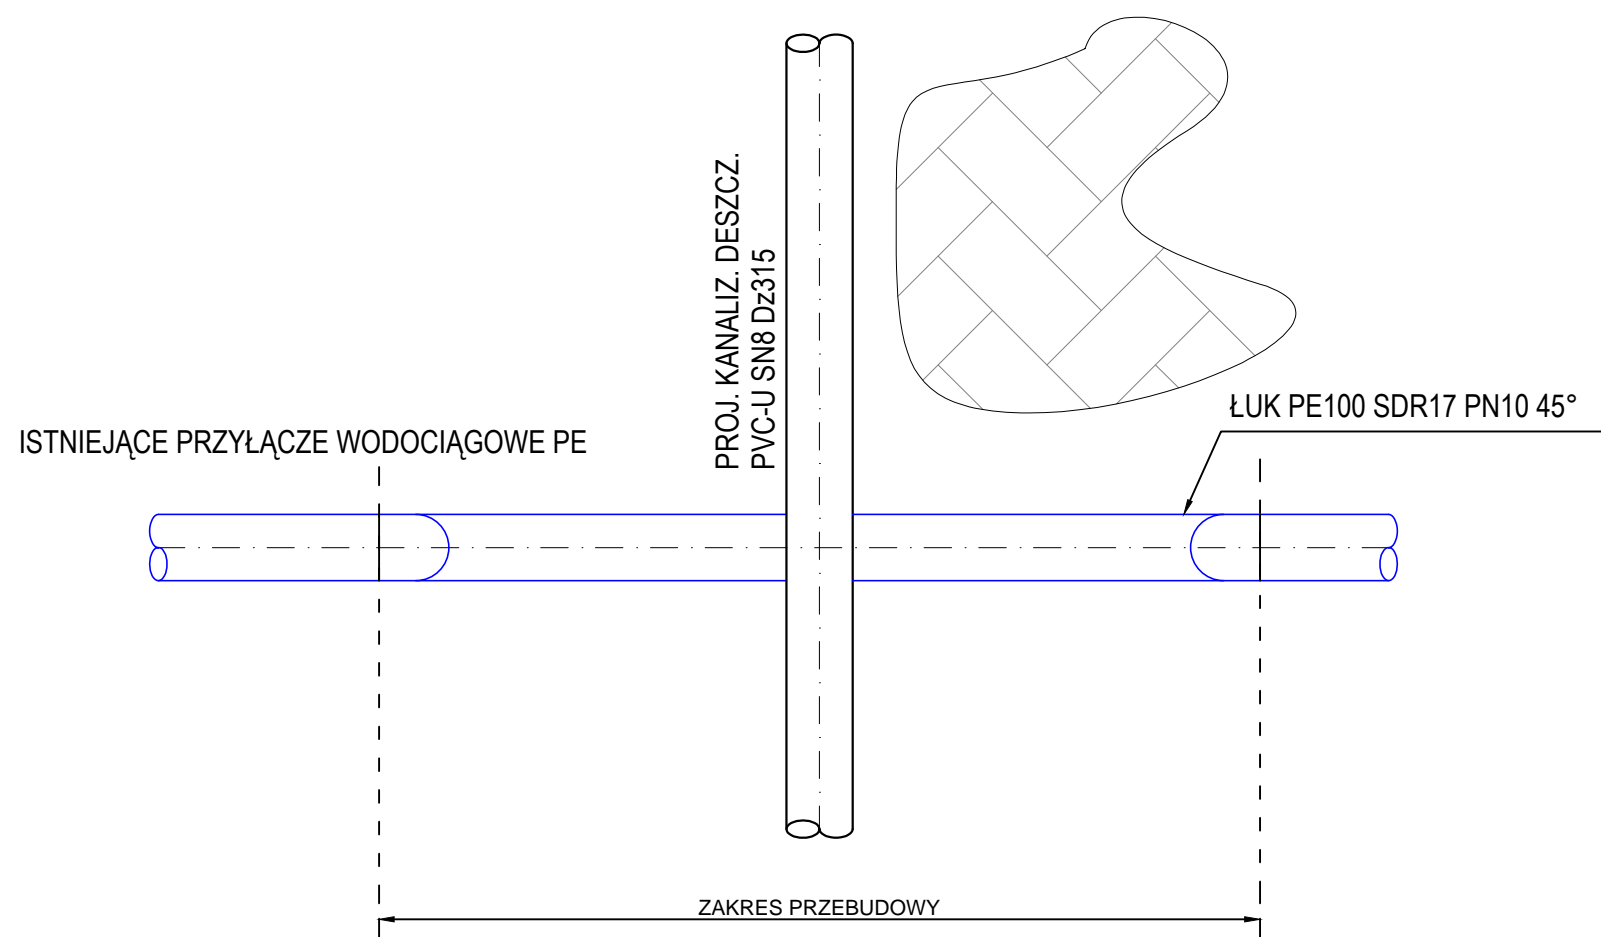 PROJ. KANALIZ. DESZCZ.
PVC-U SN8 Dz315
ŁUK PE100 SDR17 PN10 45°
ISTNIEJĄCE PRZYŁĄCZE WODOCIĄGOWE PE
ZAKRES PRZEBUDOWY